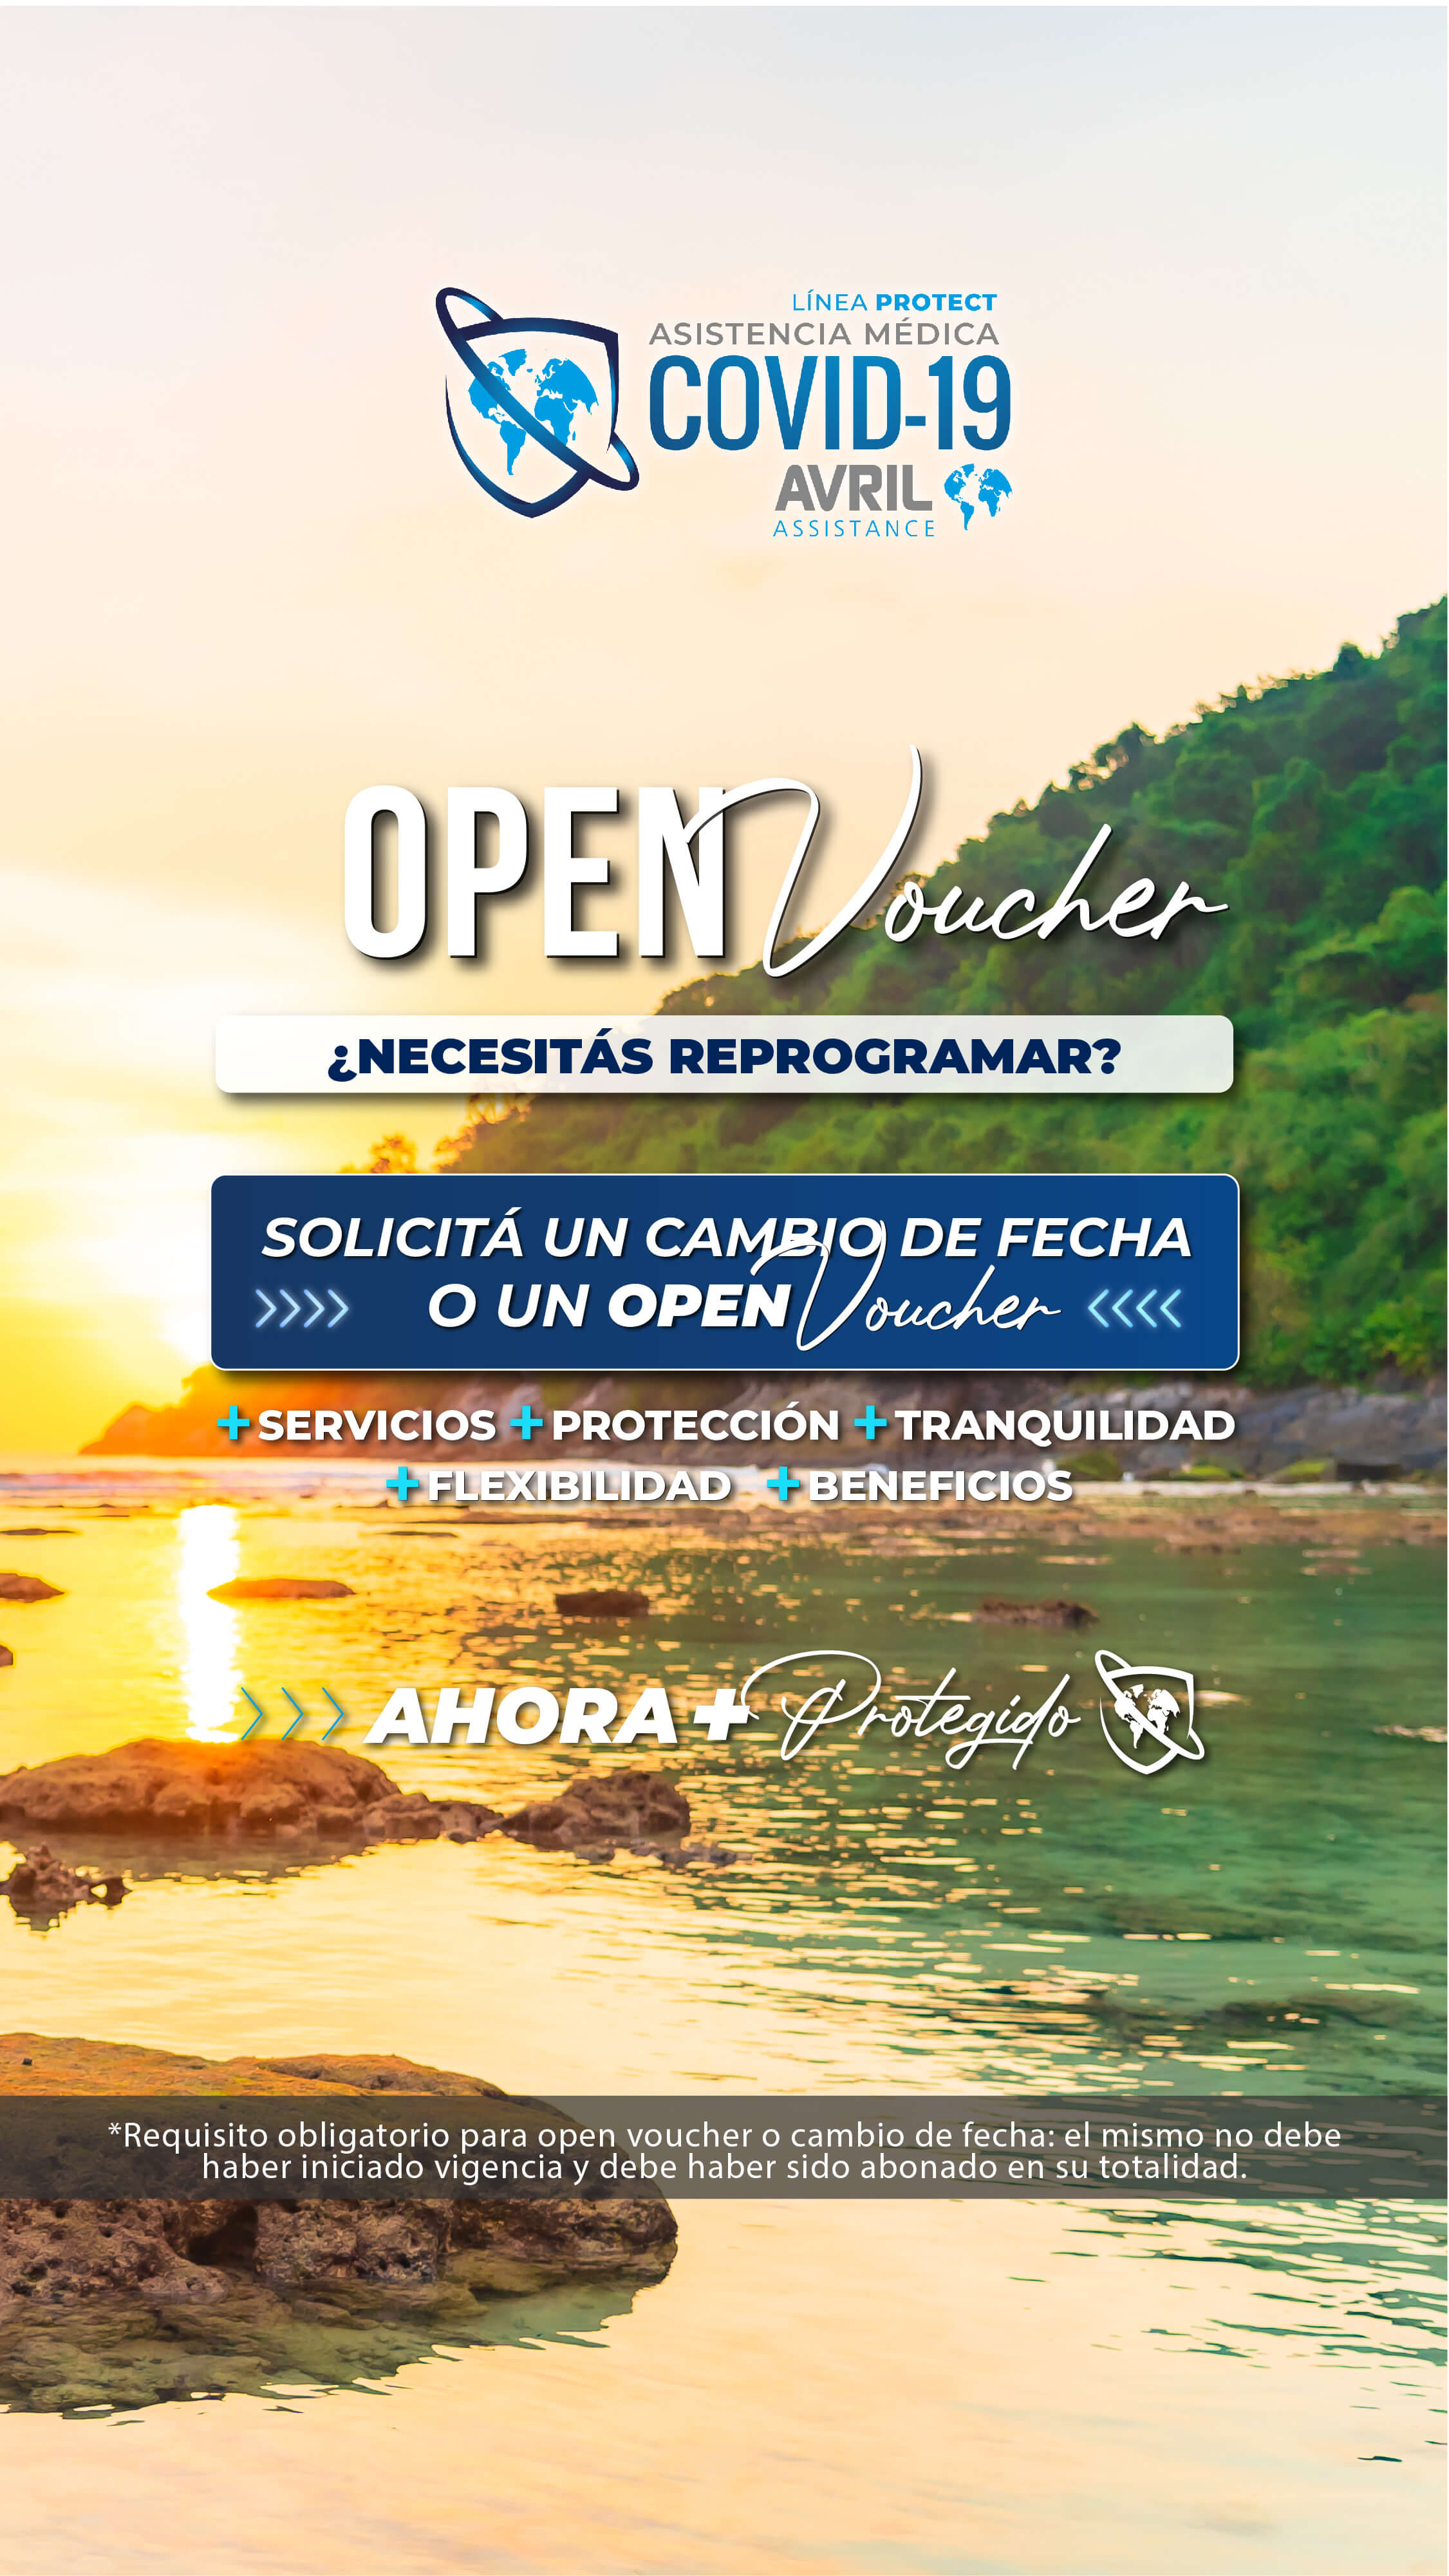 LÍNEA PROTECT
ASISTENCIA MÉDICA
COVID-19
AVRIL
ASSISTANCE
OPEN Voucher
¿NECESITÁS REPROGRAMAR?
SOLICITÁ UN CAMBIO DE FECHA
O UN OPEN Voucher
+SERVICIOS +PROTECCIÓN +TRANQUILIDAD
+FLEXIBILIDAD +BENEFICIOS
AHORA + Protegido
*Requisito obligatorio para open voucher o cambio de fecha: el mismo no debe
haber iniciado vigencia y debe haber sido abonado en su totalidad.